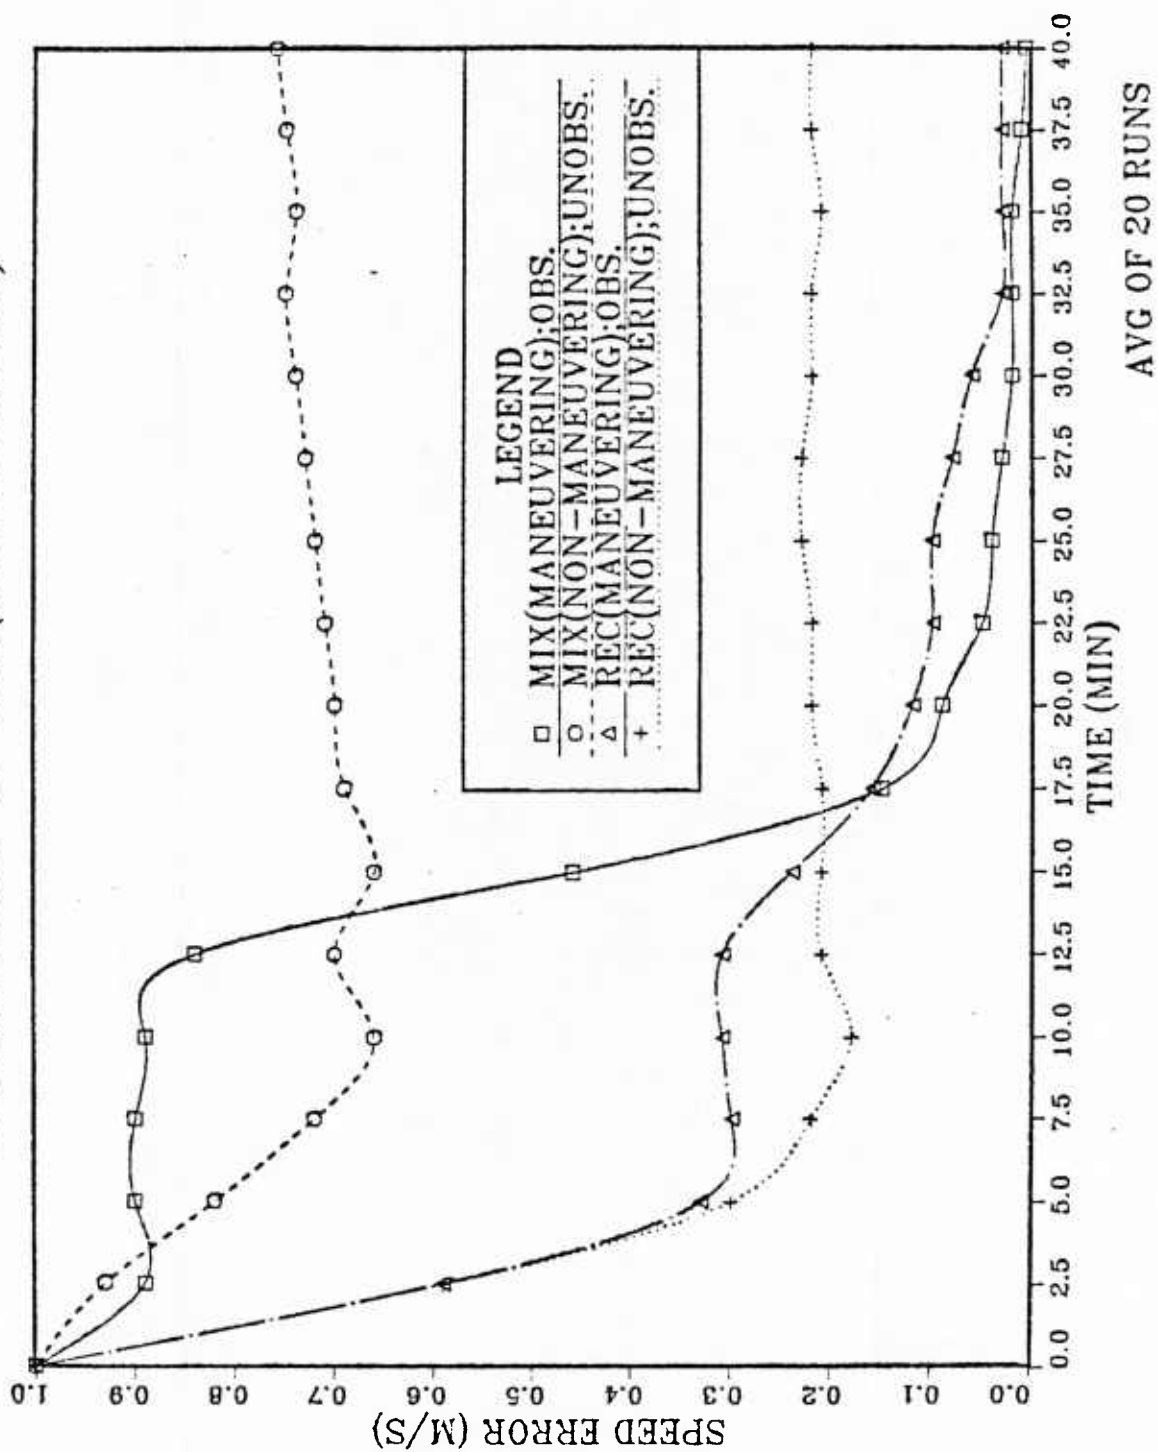 SPEED ERROR (M/S)
1.0
0.9
0.8
0.7
0.6
0.5
0.4
0.3
0.2
0.1
0.0
LEGEND
□ MIX(MANEUVERING);OBS.
○ MIX(NON-MANEUVERING);UNOBS.
△ REC(MANEUVERING);OBS.
+ REC(NON-MANEUVERING);UNOBS.
0.0 2.5 5.0 7.5 10.0 12.5 15.0 17.5 20.0 22.5 25.0 27.5 30.0 32.5 35.0 37.5 40.0
TIME (MIN)
AVG OF 20 RUNS